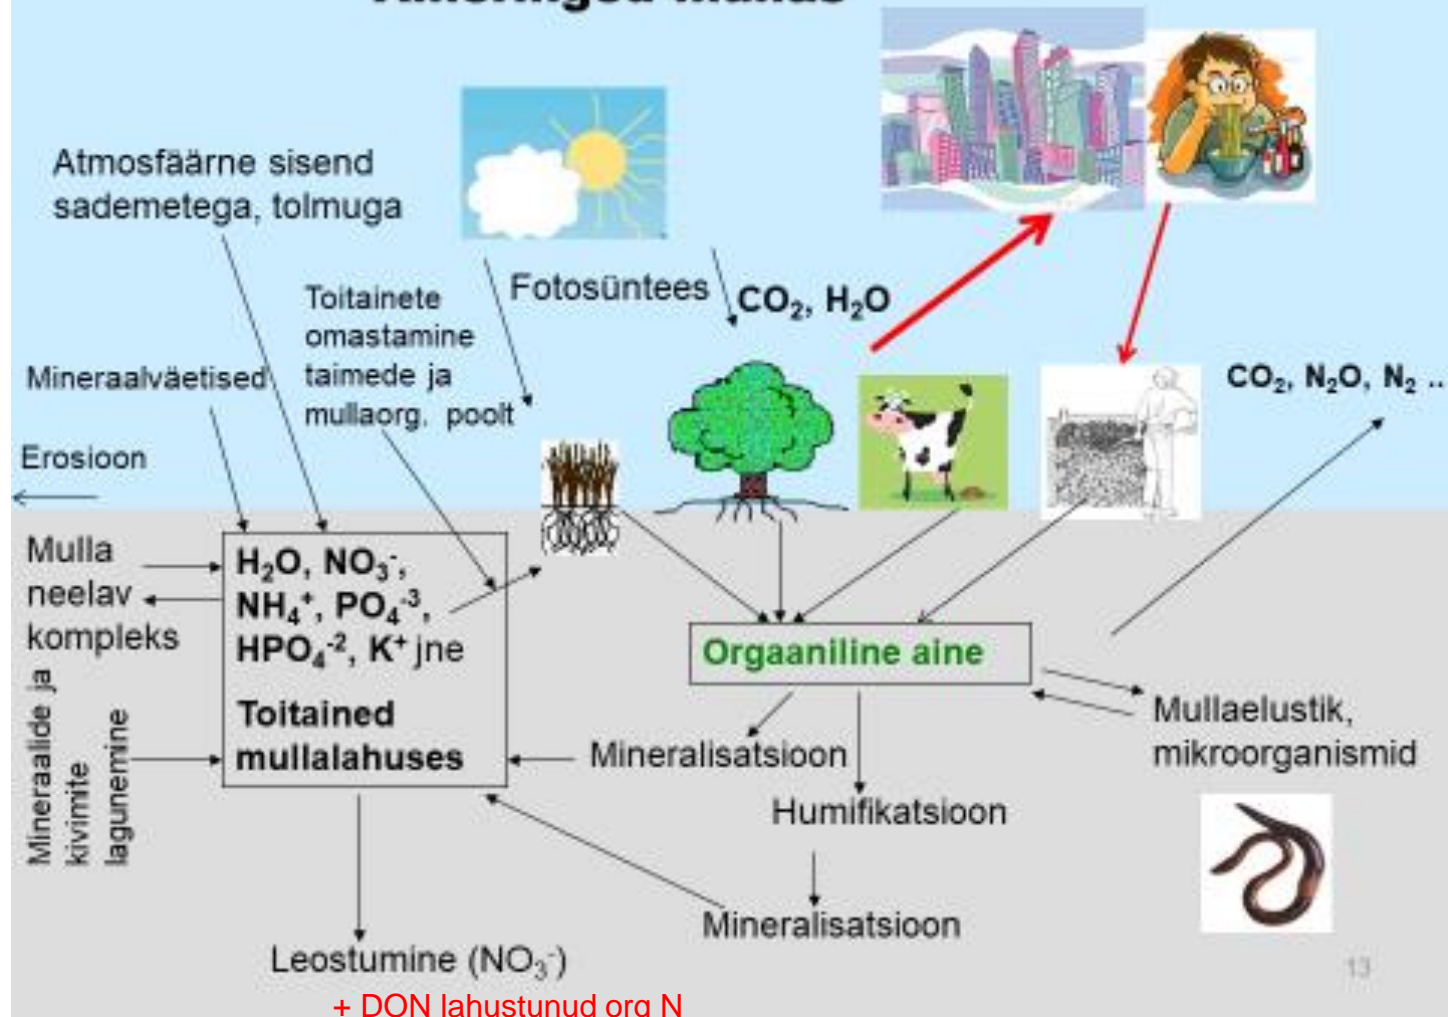 Atmosfäärne sisend
sademetega, tolmuga
Fotosüntees
CO₂, H₂O
Toitainete
omastamine
taimede ja
mullaorg. poolt
Mineraalväetised
CO₂, N₂O, N₂ ..
Erosioon
Mulla
neelav
kompleks
H₂O, NO₃⁻,
NH₄⁺, PO₄⁻³,
HPO₄⁻², K⁺ jne
Toitained
mullalahuses
Mineraalide ja
kivimite
lagunemine
Orgaaniline aine
Mullaelustik,
mikroorganismid
Mineralisatsioon
Humifikatsioon
Mineralisatsioon
Leostumine (NO₃⁻)
+ DON lahustunud org N
13